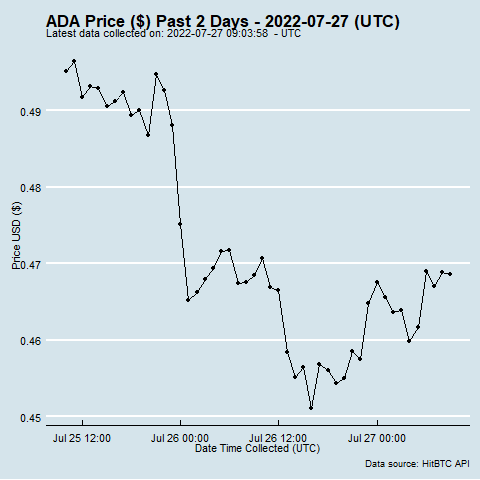 ADA Price ($) Past 2 Days - 2022-07-27 (UTC)
Latest data collected on: 2022-07-27 09:03:58 - UTC
0.49
0.48
0.47
0.46
0.45
Price USD ($)
Jul 25 12:00 Jul 26 00:00 Jul 26 12:00 Jul 27 00:00
Date Time Collected (UTC)
Data source: HitBTC API